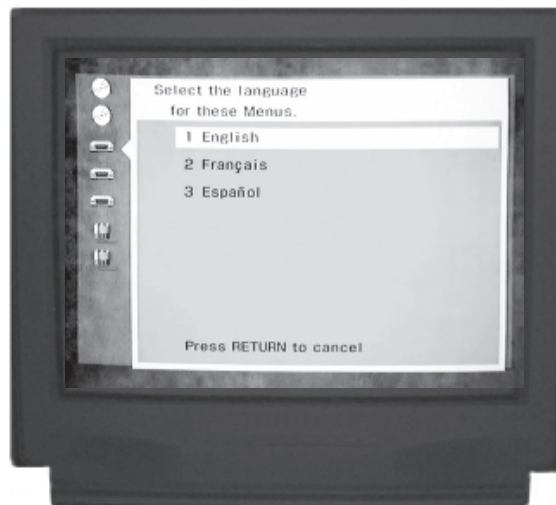 Select the language
for these Menus.
1 English
2 Français
3 Español
Press RETURN to cancel